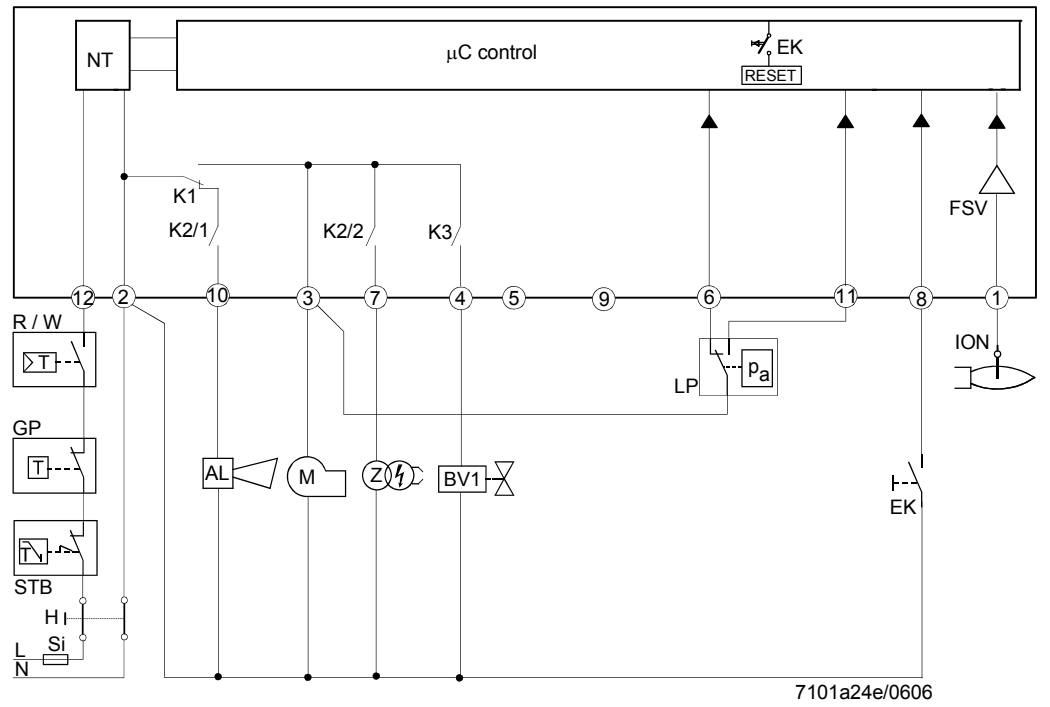 NT
μC control
EK
RESET
FSV
K1
K2/1
K2/2
K3
12
2
10
3
7
4
5
9
6
11
8
1
R / W
T
LP
pa
ION
GP
T
AL
M
Z
BV1
EK
T
STB
H
Si
L
N
7101a24e/0606